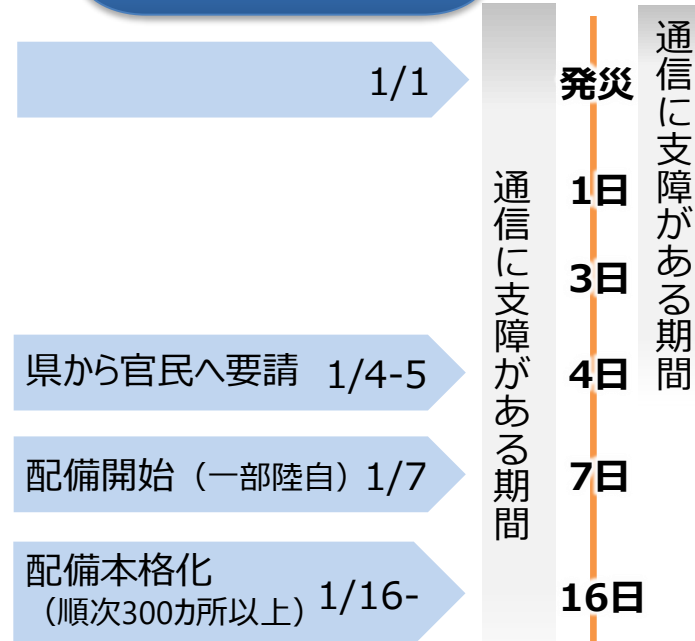 1/1
県から官民へ要請 1/4-5
配備開始（一部陸自）1/7
配備本格化
（順次300カ所以上）1/16-
通信に支障がある期間
発災
1日
3日
4日
7日
16日
通信に支障がある期間